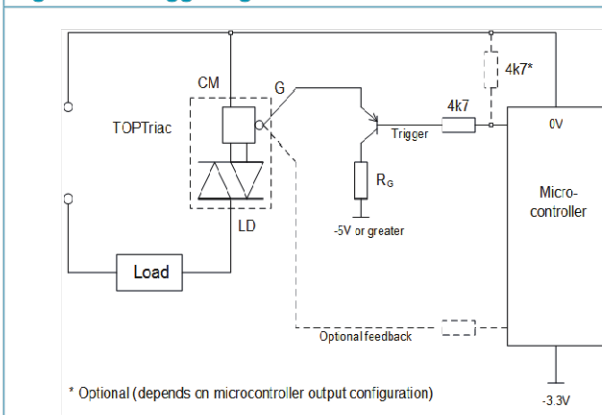 CM
G
4k7*
TOPTriac
4k7
0V
Trigger
Micro-
controller
RG
-5V or greater
LD
Load
Optional feedback
* Optional (depends on microcontroller output configuration)
-3.3V